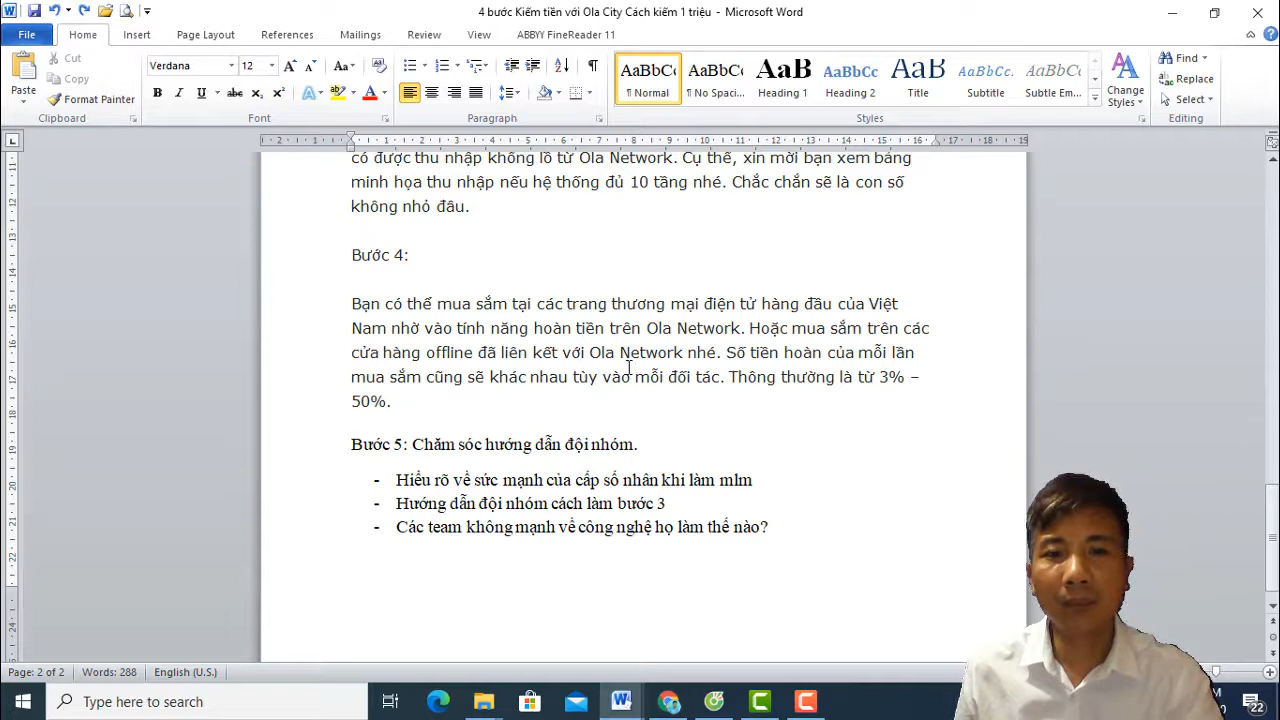 4 bước Kiếm tiền với Ola City Cách kiếm 1 triệu - Microsoft Word
File Home Insert Page Layout References Mailings Review View ABBYY FineReader 11
Paste Cut Copy Format Painter Clipboard
Verdana 12 Font
Paragraph
AaBbCc AaBbCc AaB AaBbCc AaB AaBbCc AaBbCc
¶ Normal ¶ No Spaci... Heading 1 Heading 2 Title Subtitle Subtle Em... Change Styles Styles
Find Replace Select Editing
có được thu nhập khổng lồ từ Ola Network. Cụ thể, xin mời bạn xem bảng
minh họa thu nhập nếu hệ thống đủ 10 tầng nhé. Chắc chắn sẽ là con số
không nhỏ đâu.
Bước 4:
Bạn có thể mua sắm tại các trang thương mại điện tử hàng đầu của Việt
Nam nhờ vào tính năng hoàn tiền trên Ola Network. Hoặc mua sắm trên các
cửa hàng offline đã liên kết với Ola Network nhé. Số tiền hoàn của mỗi lần
mua sắm cũng sẽ khác nhau tùy vào mỗi đối tác. Thông thường là từ 3% –
50%.
Bước 5: Chăm sóc hướng dẫn đội nhóm.
- Hiểu rõ về sức mạnh của cấp số nhân khi làm mlm
- Hướng dẫn đội nhóm cách làm bước 3
- Các team không mạnh về công nghệ họ làm thế nào?
Page: 2 of 2 Words: 288 English (U.S.)
Type here to search
22